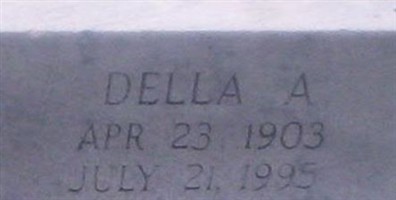 DELLA A
APR 23 1903
JULY 21, 1995